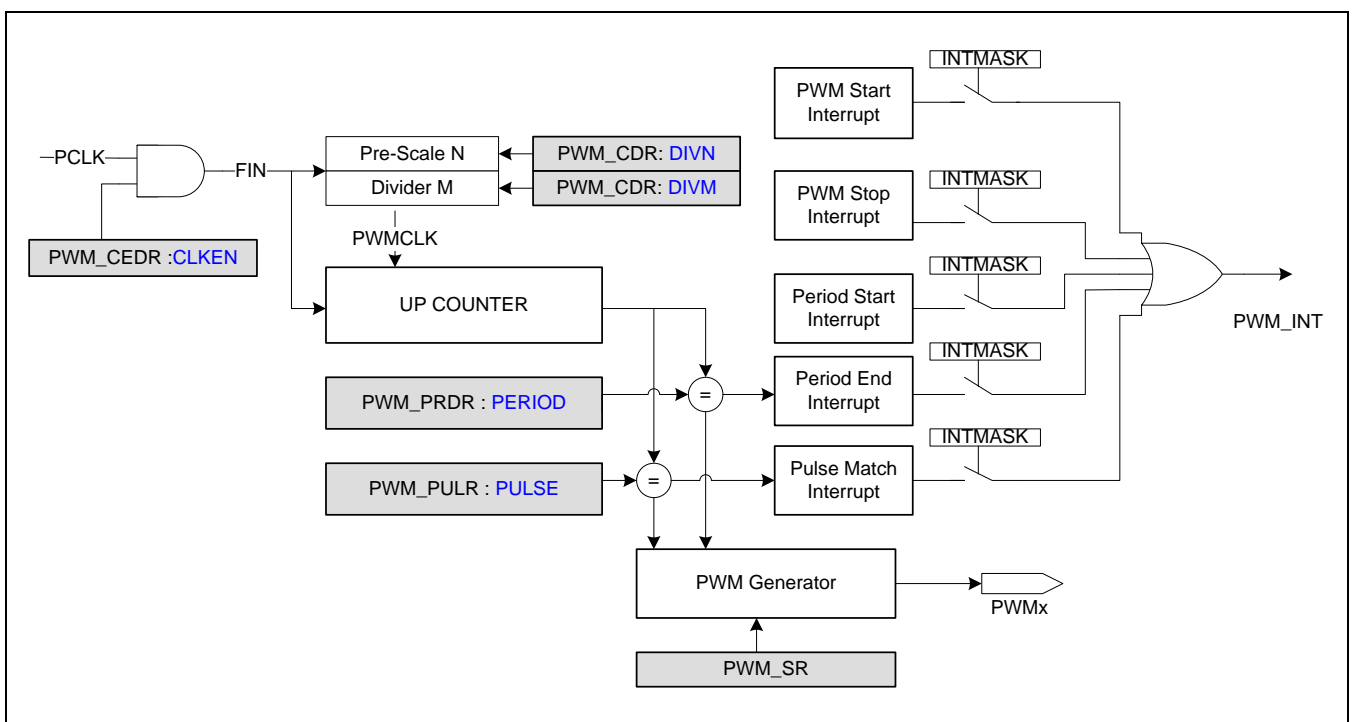 INTMASK
PWM Start
Interrupt
PCLK
FIN
Pre-Scale N
PWM_CDR: DIVN
Divider M
PWM_CDR: DIVM
INTMASK
PWM Stop
Interrupt
PWMCLK
PWM_CEDR :CLKEN
INTMASK
UP COUNTER
Period Start
Interrupt
PWM_INT
INTMASK
PWM_PRDR : PERIOD
=
Period End
Interrupt
INTMASK
PWM_PULR : PULSE
=
Pulse Match
Interrupt
PWM Generator
PWMx
PWM_SR